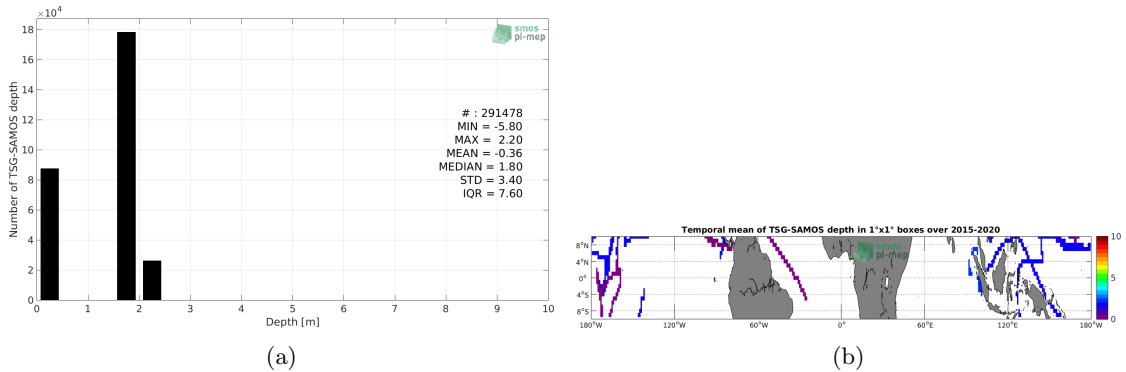 ×10⁴
18
16
14
12
10
8
6
4
2
0
Number of TSG-SAMOS depth
smos
pi-mep
# : 291478
MIN = -5.80
MAX = 2.20
MEAN = -0.36
MEDIAN = 1.80
STD = 3.40
IQR = 7.60
0 1 2 3 4 5 6 7 8 9 10
Depth [m]
(a)
Temporal mean of TSG-SAMOS depth in 1°x1° boxes over 2015-2020
smos
pi-mep
8°N
4°N
0°
4°S
8°S
180°W 120°W 60°W 0° 60°E 120°E 180°W
10
5
0
(b)